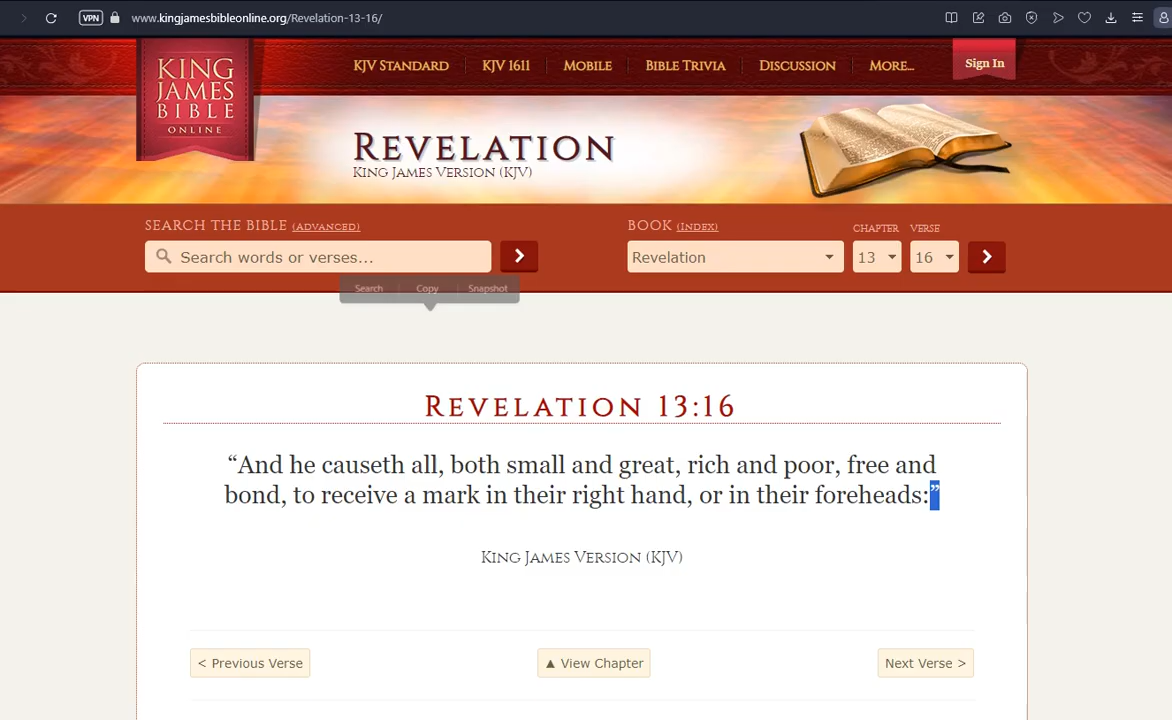 VPN www.kingjamesbibleonline.org/Revelation-13-16/
KING
JAMES
BIBLE
ONLINE
KJV STANDARD KJV 1611 MOBILE BIBLE TRIVIA DISCUSSION MORE... Sign In
REVELATION
KING JAMES VERSION (KJV)
SEARCH THE BIBLE (ADVANCED) BOOK (INDEX) CHAPTER VERSE
Search words or verses... Revelation 13 16
Search Copy Snapshot
REVELATION 13:16
“And he causeth all, both small and great, rich and poor, free and
bond, to receive a mark in their right hand, or in their foreheads:”
KING JAMES VERSION (KJV)
< Previous Verse ▲ View Chapter Next Verse >